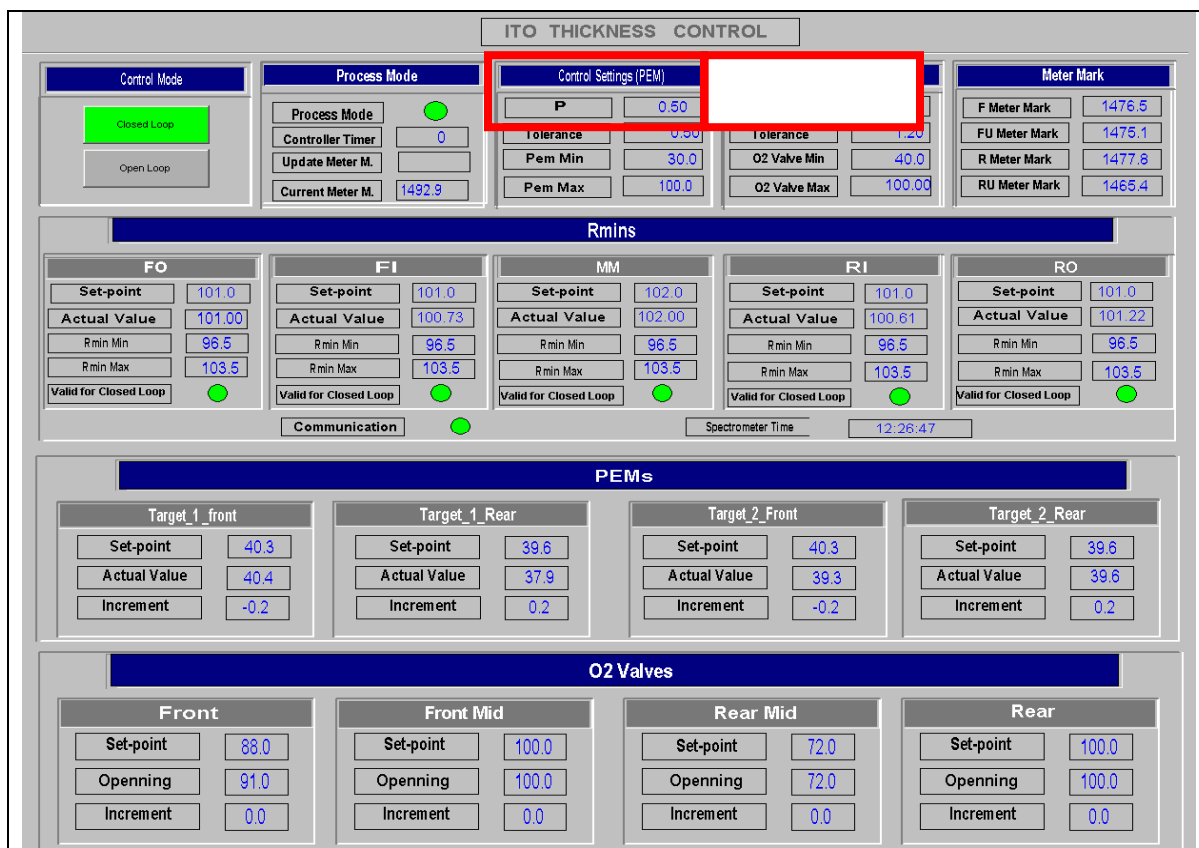 ITO THICKNESS CONTROL
Control Mode
Closed Loop
Open Loop
Process Mode
Process Mode
Controller Timer 0
Update Meter M.
Current Meter M. 1492.9
Control Settings (PEM)
P 0.50
Tolerance 0.50
Pem Min 30.0
Pem Max 100.0
Tolerance 1.20
O2 Valve Min 40.0
O2 Valve Max 100.00
Meter Mark
F Meter Mark 1476.5
FU Meter Mark 1475.1
R Meter Mark 1477.8
RU Meter Mark 1465.4
Rmins
FO
Set-point 101.0
Actual Value 101.00
Rmin Min 96.5
Rmin Max 103.5
Valid for Closed Loop
FI
Set-point 101.0
Actual Value 100.73
Rmin Min 96.5
Rmin Max 103.5
Valid for Closed Loop
MM
Set-point 102.0
Actual Value 102.00
Rmin Min 96.5
Rmin Max 103.5
Valid for Closed Loop
RI
Set-point 101.0
Actual Value 100.61
Rmin Min 96.5
Rmin Max 103.5
Valid for Closed Loop
RO
Set-point 101.0
Actual Value 101.22
Rmin Min 96.5
Rmin Max 103.5
Valid for Closed Loop
Communication
Spectrometer Time 12:26:47
PEMs
Target_1_front
Set-point 40.3
Actual Value 40.4
Increment -0.2
Target_1_Rear
Set-point 39.6
Actual Value 37.9
Increment 0.2
Target_2_Front
Set-point 40.3
Actual Value 39.3
Increment -0.2
Target_2_Rear
Set-point 39.6
Actual Value 39.6
Increment 0.2
O2 Valves
Front
Set-point 88.0
Openning 91.0
Increment 0.0
Front Mid
Set-point 100.0
Openning 100.0
Increment 0.0
Rear Mid
Set-point 72.0
Openning 72.0
Increment 0.0
Rear
Set-point 100.0
Openning 100.0
Increment 0.0